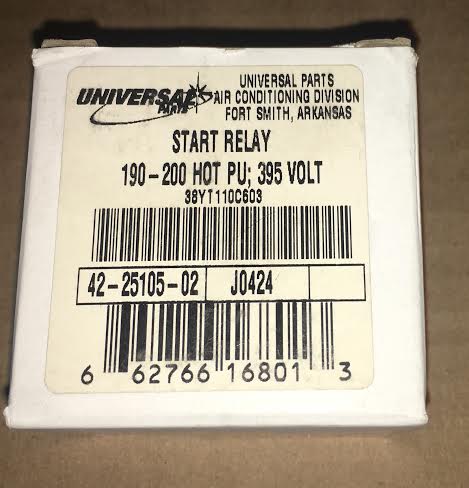 UNIVERSAL
PARTS
UNIVERSAL PARTS
AIR CONDITIONING DIVISION
FORT SMITH, ARKANSAS
START RELAY
190-200 HOT PU; 395 VOLT
38YT110C603
42-25105-02 J0424
6 62766 16801 3